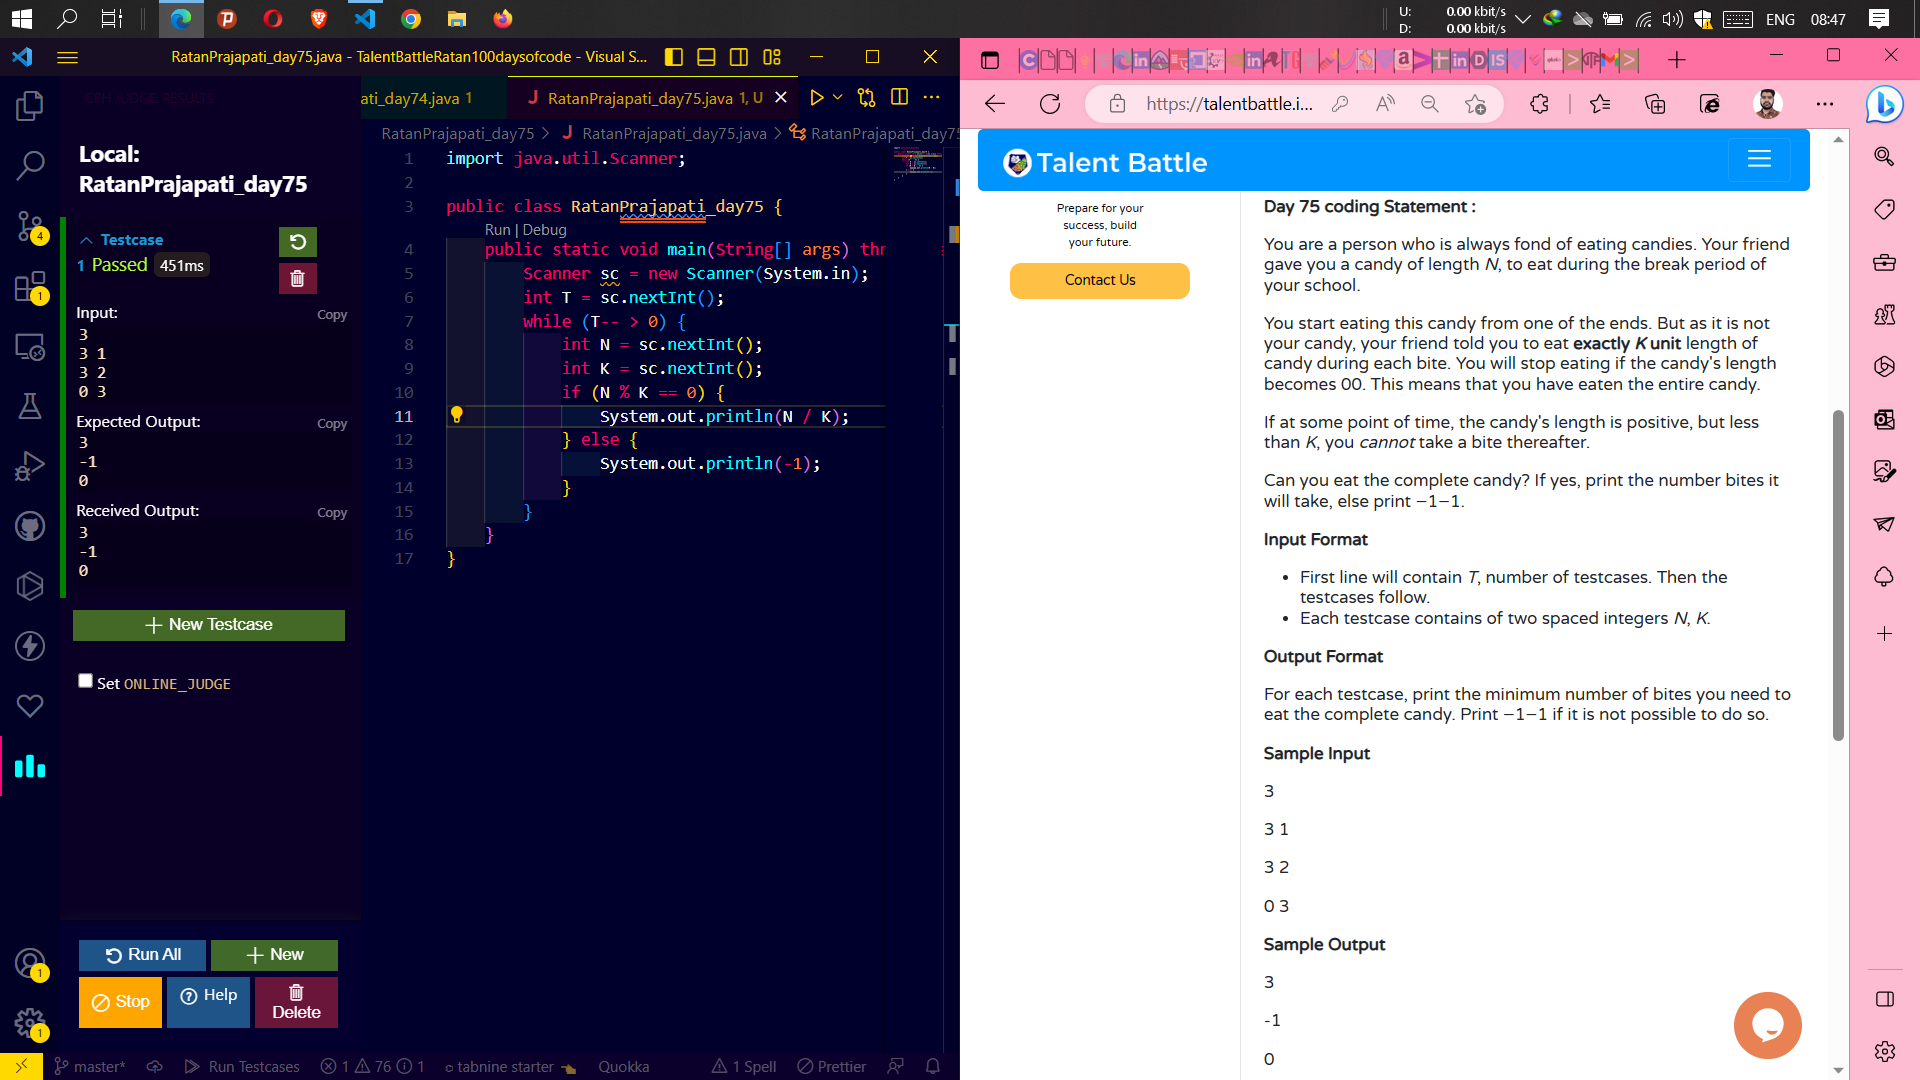 U: 0.00 kbit/s
D: 0.00 kbit/s
ENG 08:47
RatanPrajapati_day75.java - TalentBattleRatan100daysofcode - Visual S...
CPH JUDGE: RESULTS
Local:
RatanPrajapati_day75
Testcase
1 Passed 451ms
Input:
Copy
3
3 1
3 2
0 3
Expected Output:
Copy
3
-1
0
Received Output:
Copy
3
-1
0
New Testcase
Set ONLINE_JUDGE
Run All
New
Stop
Help
Delete
4
1
1
1
ati_day74.java 1
J RatanPrajapati_day75.java 1, U
RatanPrajapati_day75 > J RatanPrajapati_day75.java > RatanPrajapati_day75
1 import java.util.Scanner;
2
3 public class RatanPrajapati_day75 {
Run | Debug
4 public static void main(String[] args) thr
5 Scanner sc = new Scanner(System.in);
6 int T = sc.nextInt();
7 while (T-- > 0) {
8 int N = sc.nextInt();
9 int K = sc.nextInt();
10 if (N % K == 0) {
11 System.out.println(N / K);
12 } else {
13 System.out.println(-1);
14 }
15 }
16 }
17 }
master* Run Testcases 1 76 1 tabnine starter Quokka 1 Spell Prettier
https://talentbattle.i...
Talent Battle
Prepare for your
success, build
your future.
Contact Us
Day 75 coding Statement :
You are a person who is always fond of eating candies. Your friend
gave you a candy of length N, to eat during the break period of
your school.
You start eating this candy from one of the ends. But as it is not
your candy, your friend told you to eat exactly K unit length of
candy during each bite. You will stop eating if the candy's length
becomes 00. This means that you have eaten the entire candy.
If at some point of time, the candy's length is positive, but less
than K, you cannot take a bite thereafter.
Can you eat the complete candy? If yes, print the number bites it
will take, else print −1−1.
Input Format
• First line will contain T, number of testcases. Then the
testcases follow.
• Each testcase contains of two spaced integers N, K.
Output Format
For each testcase, print the minimum number of bites you need to
eat the complete candy. Print −1−1 if it is not possible to do so.
Sample Input
3
3 1
3 2
0 3
Sample Output
3
-1
0